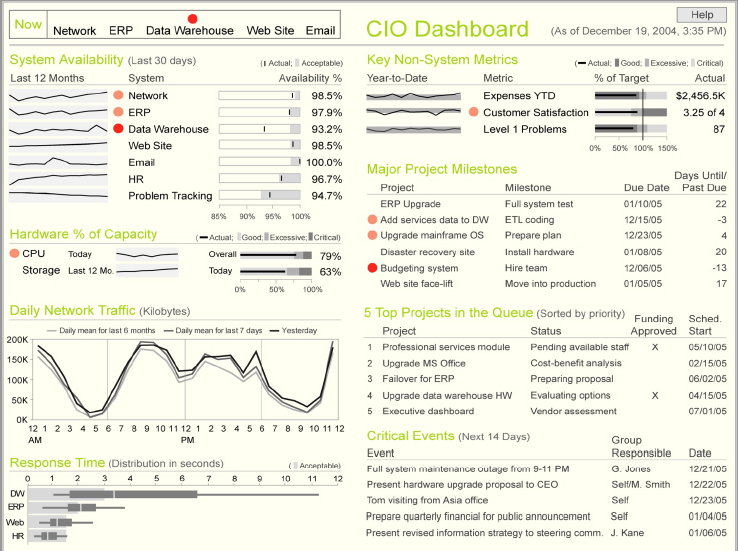 Now Network ERP Data Warehouse Web Site Email
CIO Dashboard
Help
(As of December 19, 2004, 3:35 PM)
System Availability (Last 30 days)
( Actual; Acceptable)
Last 12 Months System Availability %
Network 98.5%
ERP 97.9%
Data Warehouse 93.2%
Web Site 98.5%
Email 100.0%
HR 96.7%
Problem Tracking 94.7%
85% 90% 95% 100%
Hardware % of Capacity
( Actual; Good; Excessive; Critical)
CPU Today Overall 79%
Storage Last 12 Mo. Today 63%
0% 50% 100%
Daily Network Traffic (Kilobytes)
Daily mean for last 6 months Daily mean for last 7 days Yesterday
200K
150K
100K
50K
0K
12 1 2 3 4 5 6 7 8 9 10 11 12 1 2 3 4 5 6 7 8 9 10 11 12
AM PM
Response Time (Distribution in seconds)
( Acceptable)
0 1 2 3 4 5 6 7 8 9 10 11 12
DW
ERP
Web
HR
Key Non-System Metrics
( Actual; Good; Excessive; Critical)
Year-to-Date Metric % of Target Actual
Expenses YTD $2,456.5K
Customer Satisfaction 3.25 of 4
Level 1 Problems 87
0% 50% 100% 150%
Major Project Milestones
Days Until/
Project Milestone Due Date Past Due
ERP Upgrade Full system test 01/10/05 22
Add services data to DW ETL coding 12/15/05 -3
Upgrade mainframe OS Prepare plan 12/23/05 4
Disaster recovery site Install hardware 01/08/05 20
Budgeting system Hire team 12/06/05 -13
Web site face-lift Move into production 01/05/05 17
5 Top Projects in the Queue (Sorted by priority)
Funding Sched.
Project Status Approved Start
1 Professional services module Pending available staff X 05/10/05
2 Upgrade MS Office Cost-benefit analysis 02/15/05
3 Failover for ERP Preparing proposal 06/02/05
4 Upgrade data warehouse HW Evaluating options X 04/15/05
5 Executive dashboard Vendor assessment 07/01/05
Critical Events (Next 14 Days)
Group
Event Responsible Date
Full system maintenance outage from 9-11 PM G. Jones 12/21/05
Present hardware upgrade proposal to CEO Self/M. Smith 12/22/05
Tom visiting from Asia office Self 12/23/05
Prepare quarterly financial for public announcement Self 01/04/05
Present revised information strategy to steering comm. J. Kane 01/06/05